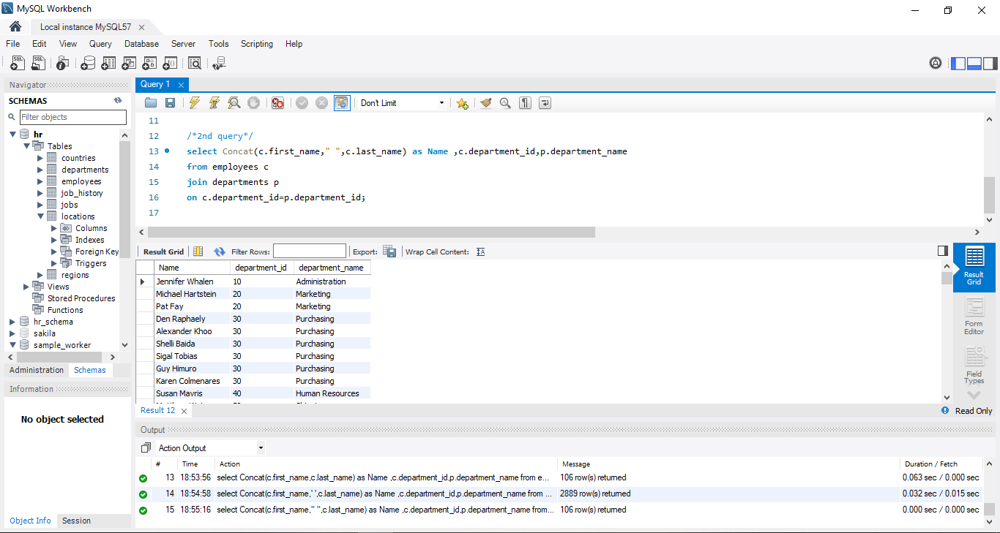 MySQL Workbench
Local instance MySQL57
File Edit View Query Database Server Tools Scripting Help
Navigator
SCHEMAS
Filter objects
hr
Tables
countries
departments
employees
job_history
jobs
locations
Columns
Indexes
Foreign Key
Triggers
regions
Views
Stored Procedures
Functions
hr_schema
sakila
sample_worker
Administration Schemas
Information
No object selected
Object Info Session
Query 1
Don't Limit
11
12 /*2nd query*/
13 select Concat(c.first_name," ",c.last_name) as Name ,c.department_id,p.department_name
14 from employees c
15 join departments p
16 on c.department_id=p.department_id;
17
Result Grid Filter Rows: Export: Wrap Cell Content:
Name department_id department_name
Jennifer Whalen 10 Administration
Michael Hartstein 20 Marketing
Pat Fay 20 Marketing
Den Raphaely 30 Purchasing
Alexander Khoo 30 Purchasing
Shelli Baida 30 Purchasing
Sigal Tobias 30 Purchasing
Guy Himuro 30 Purchasing
Karen Colmenares 30 Purchasing
Susan Mavris 40 Human Resources
Result
Grid
Form
Editor
Field
Types
Result 12
Read Only
Output
Action Output
# Time Action Message Duration / Fetch
13 18:53:56 select Concat(c.first_name,c.last_name) as Name ,c.department_id,p.department_name from e... 106 row(s) returned 0.063 sec / 0.000 sec
14 18:54:58 select Concat(c.first_name,' ',c.last_name) as Name ,c.department_id,p.department_name from ... 2889 row(s) returned 0.032 sec / 0.015 sec
15 18:55:16 select Concat(c.first_name," ",c.last_name) as Name ,c.department_id,p.department_name from... 106 row(s) returned 0.000 sec / 0.000 sec